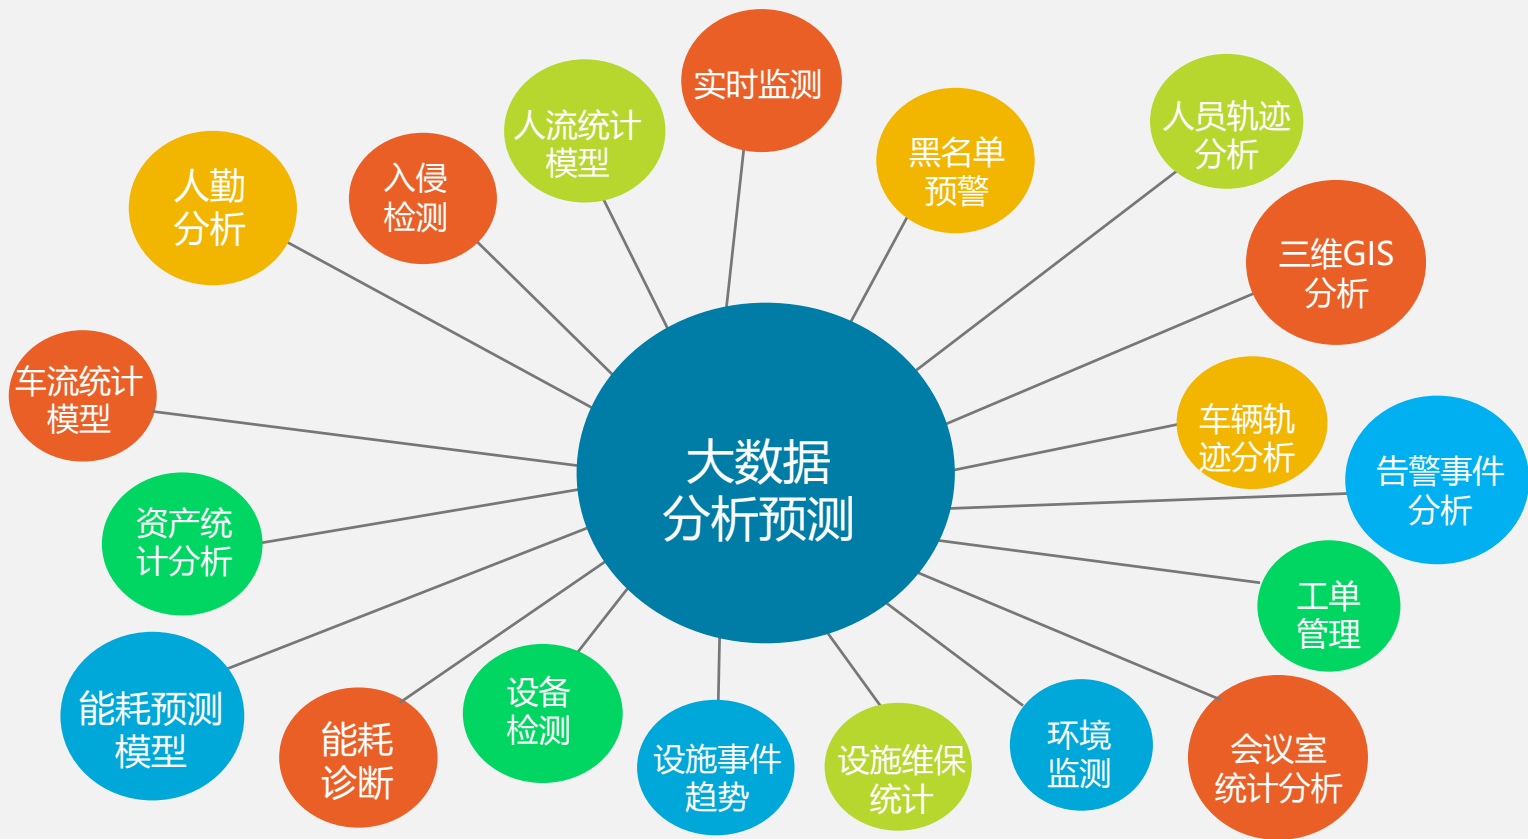 实时监测
人流统计
模型
黑名单
预警
人员轨迹
分析
人勤
分析
入侵
检测
三维GIS
分析
车流统计
模型
车辆轨
迹分析
告警事件
分析
大数据
分析预测
资产统
计分析
工单
管理
能耗预测
模型
能耗
诊断
设备
检测
设施事件
趋势
设施维保
统计
环境
监测
会议室
统计分析